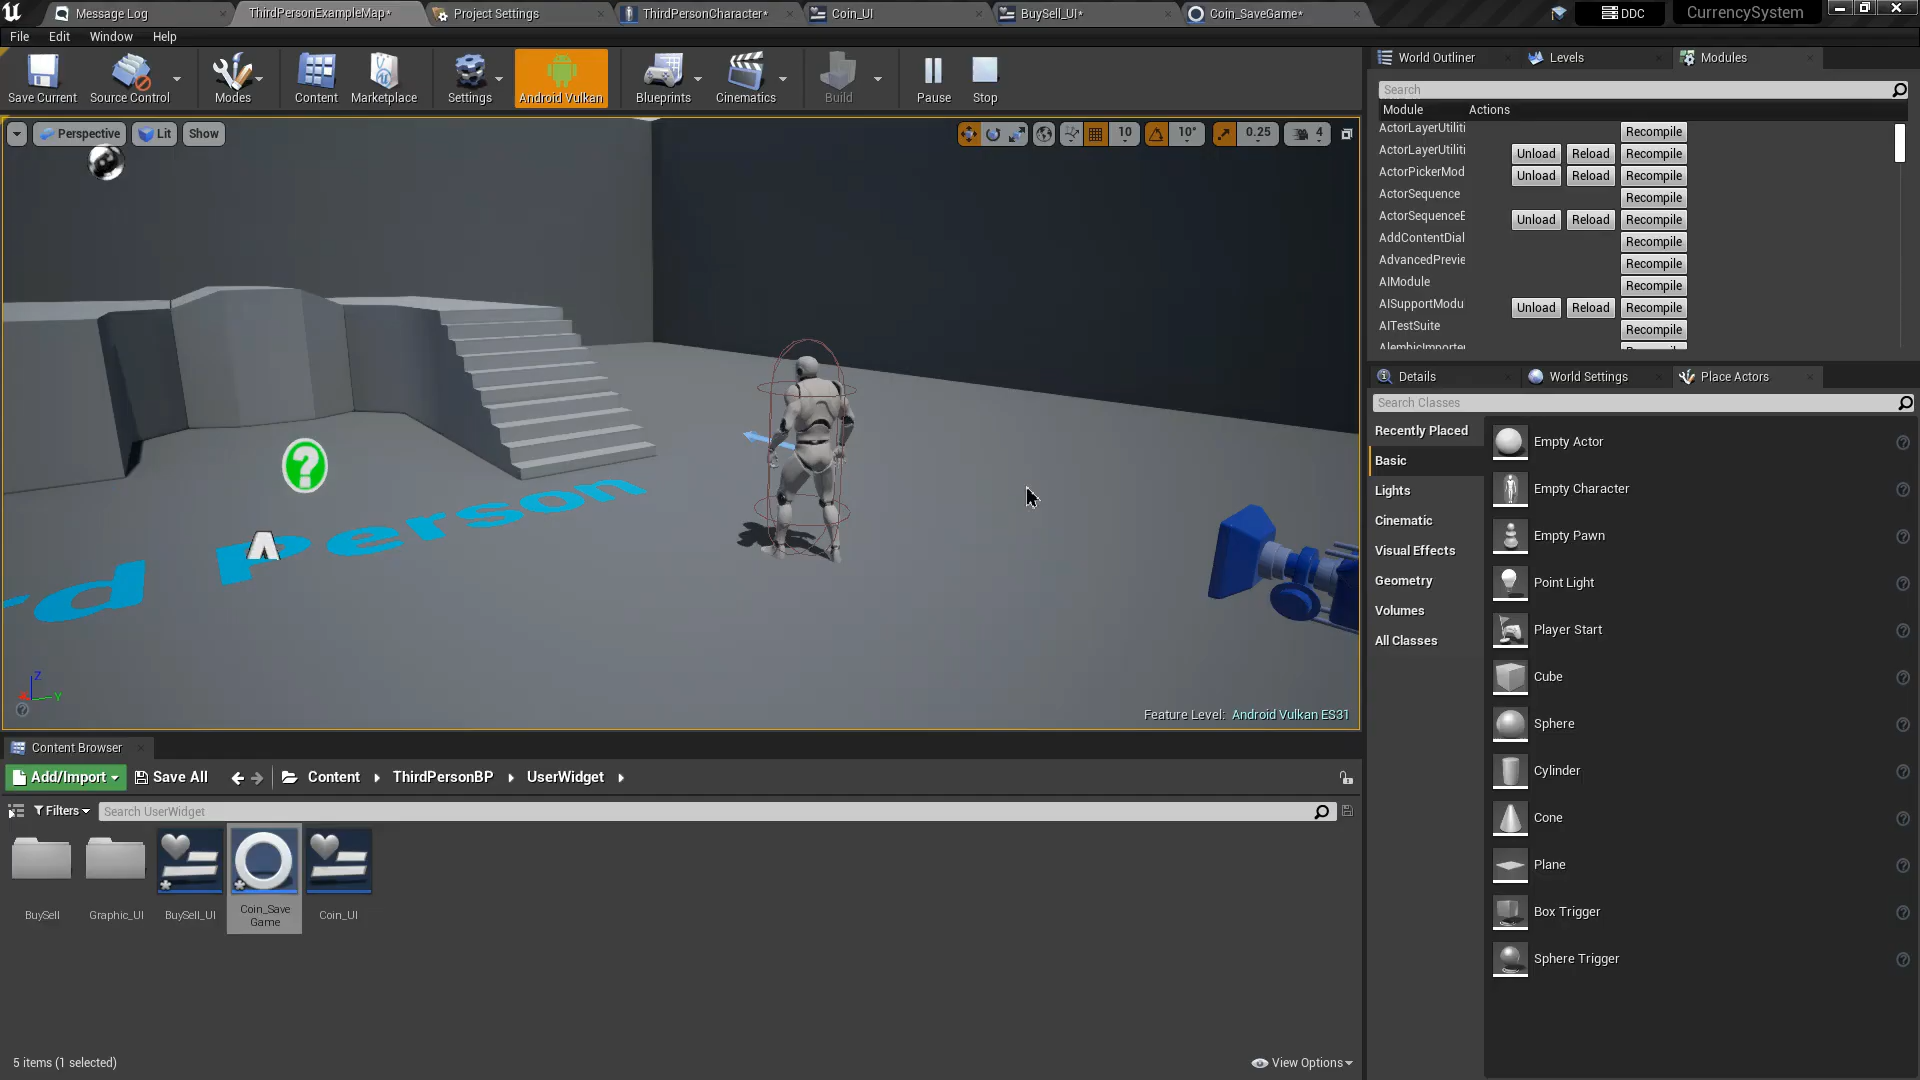 Message Log
ThirdPersonExampleMap*
Project Settings
ThirdPersonCharacter*
Coin_UI
BuySell_UI*
Coin_SaveGame*
DDC
CurrencySystem
File
Edit
Window
Help
Save Current
Source Control
Modes
Content
Marketplace
Settings
Android Vulkan
Blueprints
Cinematics
Build
Pause
Stop
World Outliner
Levels
Modules
Search
Module
Actions
ActorLayerUtiliti
Recompile
ActorLayerUtiliti
Unload
Reload
Recompile
ActorPickerMod
Unload
Reload
Recompile
ActorSequence
Recompile
ActorSequenceE
Unload
Reload
Recompile
AddContentDial
Recompile
AdvancedPrevie
Recompile
AIModule
Recompile
AISupportModu
Unload
Reload
Recompile
AITestSuite
Recompile
AlembicImporter
Perspective
Lit
Show
10
10°
0.25
4
rd Person
Z
X
Y
Feature Level: Android Vulkan ES31
Details
World Settings
Place Actors
Search Classes
Recently Placed
Basic
Lights
Cinematic
Visual Effects
Geometry
Volumes
All Classes
Empty Actor
Empty Character
Empty Pawn
Point Light
Player Start
Cube
Sphere
Cylinder
Cone
Plane
Box Trigger
Sphere Trigger
Content Browser
Add/Import
Save All
Content
ThirdPersonBP
UserWidget
Filters
Search UserWidget
BuySell
Graphic_UI
BuySell_UI
Coin_Save
Game
Coin_UI
5 items (1 selected)
View Options